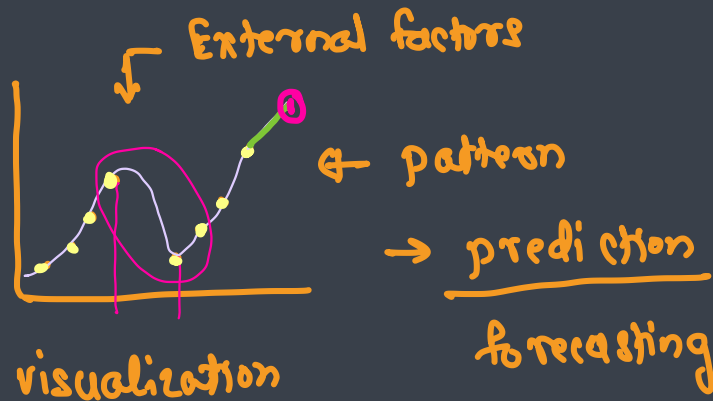 External factors
pattern
prediction
forecasting
visualization